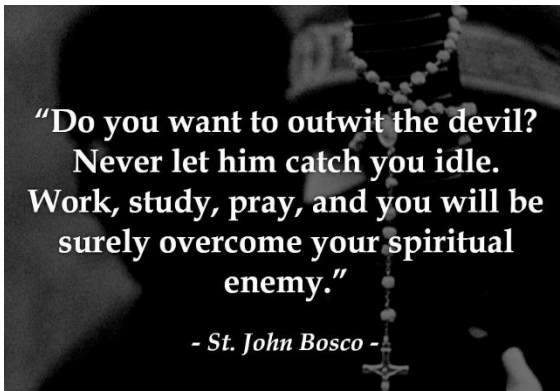 “Do you want to outwit the devil?
Never let him catch you idle.
Work, study, pray, and you will be
surely overcome your spiritual
enemy.”
- St. John Bosco -